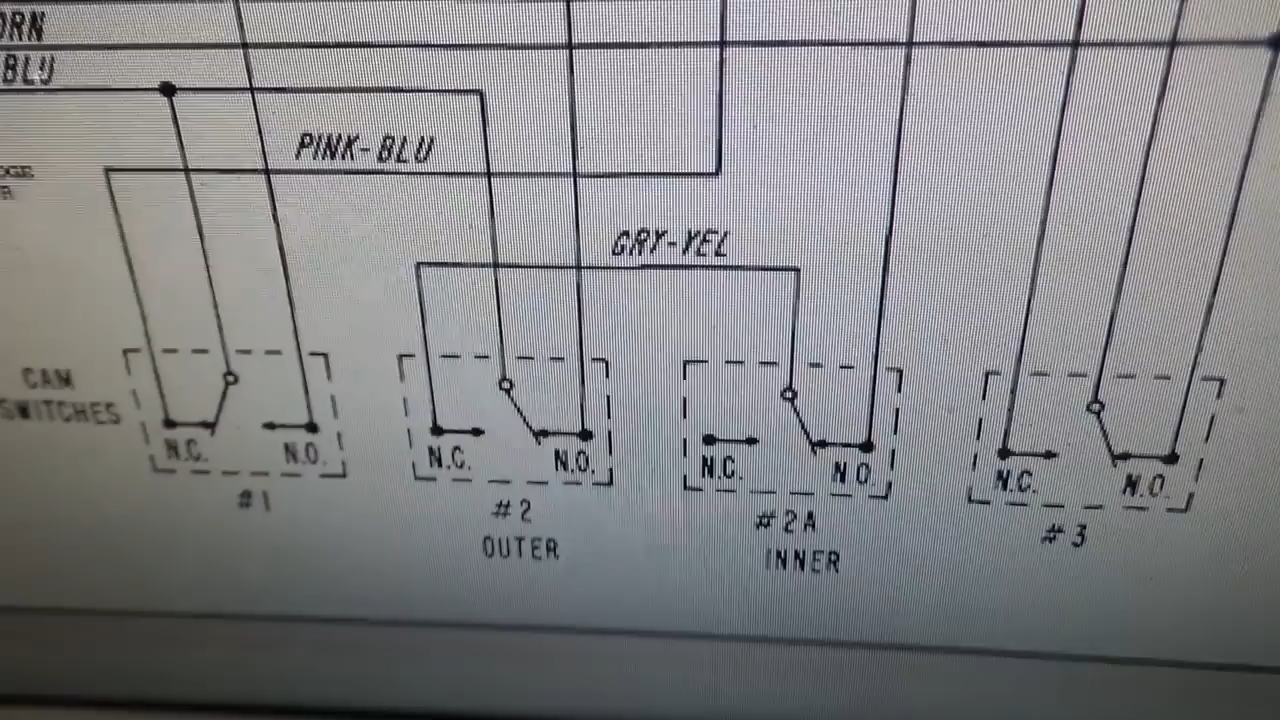 ORN
BLU
PINK-BLU
GRY-YEL
CAM
SWITCHES
N.C.
N.O.
N.C.
N.O.
N.C.
N O.
N.C.
N.O.
#1
#2
OUTER
#2A
INNER
#3